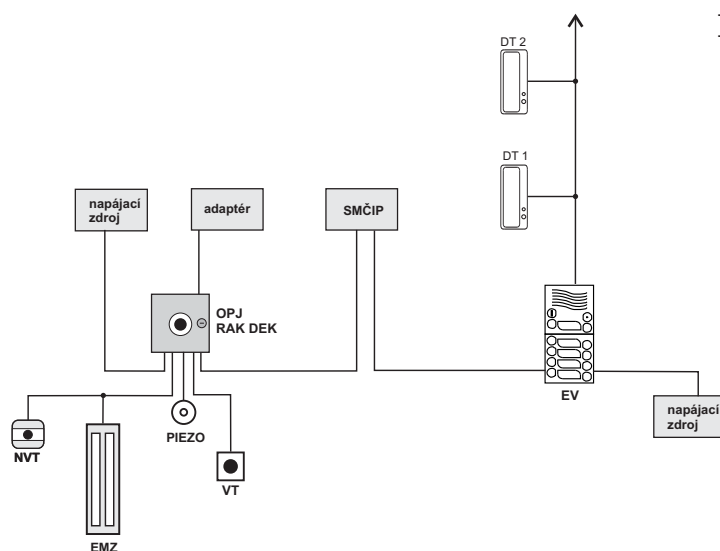 DT 2
DT 1
napájací
zdroj
adaptér
SMČIP
OPJ
RAK DEK
EV
napájací
zdroj
PIEZO
NVT
VT
EMZ